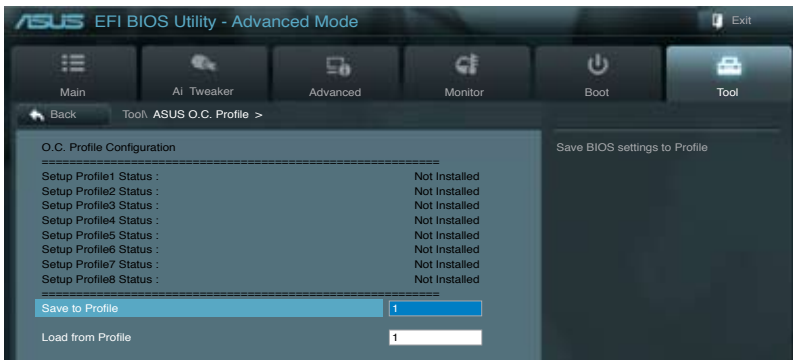 ASUS EFI BIOS Utility - Advanced Mode
Exit
Main
Ai Tweaker
Advanced
Monitor
Boot
Tool
Back
Tool\ ASUS O.C. Profile >
O.C. Profile Configuration
Save BIOS settings to Profile
==========================================================
Setup Profile1 Status : Not Installed
Setup Profile2 Status : Not Installed
Setup Profile3 Status : Not Installed
Setup Profile4 Status : Not Installed
Setup Profile5 Status : Not Installed
Setup Profile6 Status : Not Installed
Setup Profile7 Status : Not Installed
Setup Profile8 Status : Not Installed
==========================================================
Save to Profile 1
Load from Profile 1